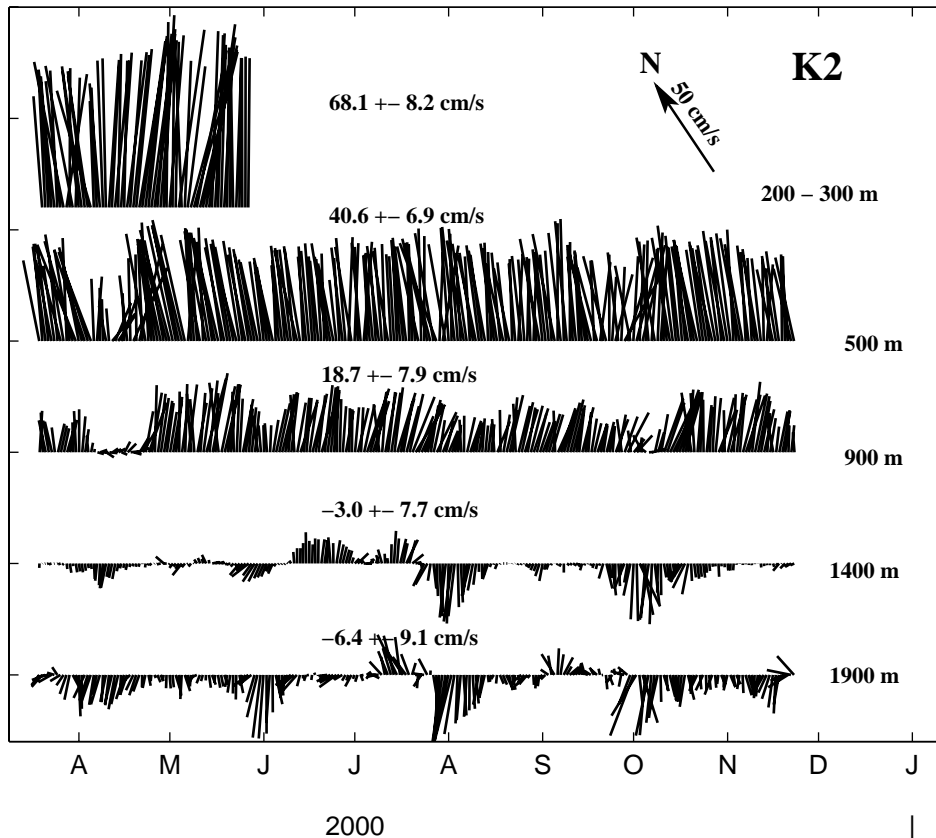 N
K2
50 cm/s
68.1 +− 8.2 cm/s
200 − 300 m
40.6 +− 6.9 cm/s
500 m
18.7 +− 7.9 cm/s
900 m
−3.0 +− 7.7 cm/s
1400 m
−6.4 +− 9.1 cm/s
1900 m
A M J J A S O N D J
2000 |